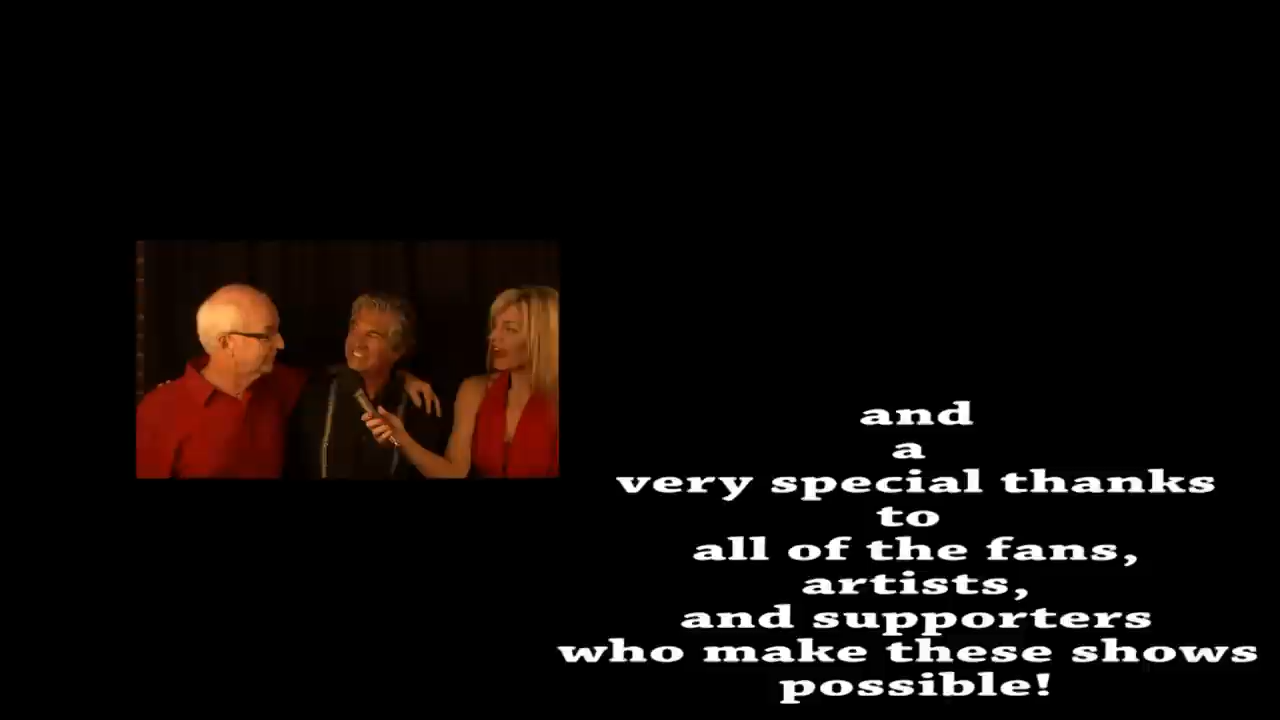 and
a
very special thanks
to
all of the fans,
artists,
and supporters
who make these shows
possible!